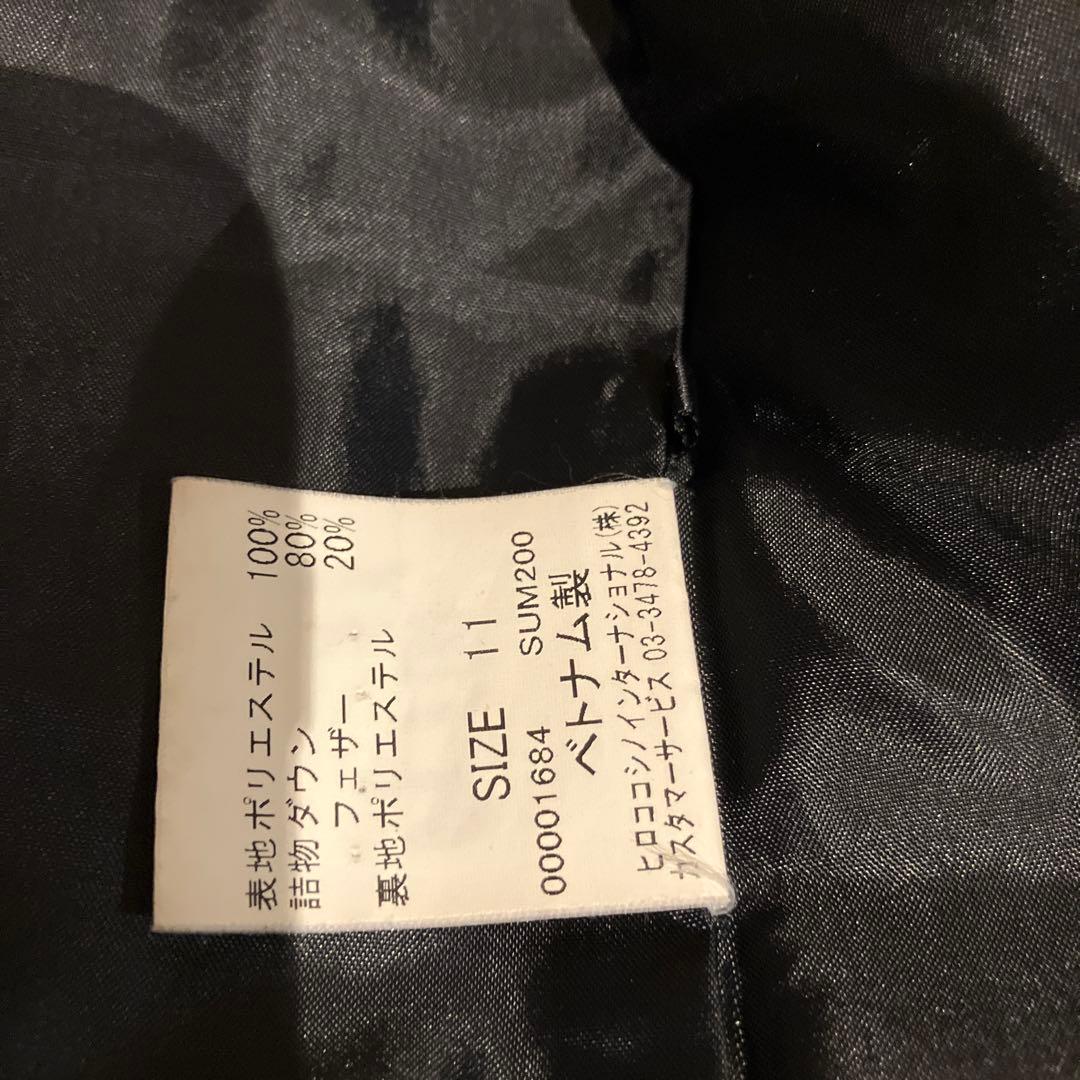 表地ポリエステル 100%
詰物ダウン 80%
フェザー 20%
裏地ポリエステル
SIZE 11
00001684 SUM200
ベトナム製
ヒロココシノインターナショナル(株)
カスタマーサービス 03-3478-4392